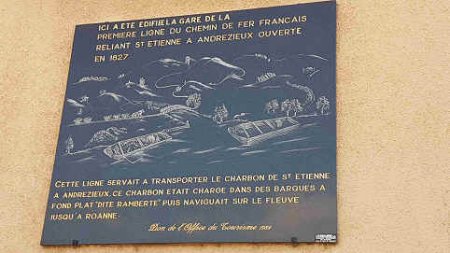 ICI A ETE EDIFIEE LA GARE DE LA
PREMIERE LIGNE DU CHEMIN DE FER FRANCAIS
RELIANT ST ETIENNE A ANDREZIEUX OUVERTE
EN 1827
CETTE LIGNE SERVAIT A TRANSPORTER LE CHARBON DE ST ETIENNE
A ANDREZIEUX. CE CHARBON ETAIT CHARGE DANS DES BARQUES A
FOND PLAT "DITE RAMBERTE" PUIS NAVIGUAIT SUR LE FLEUVE
JUSQU'A ROANNE
Don de l'Office du Tourisme